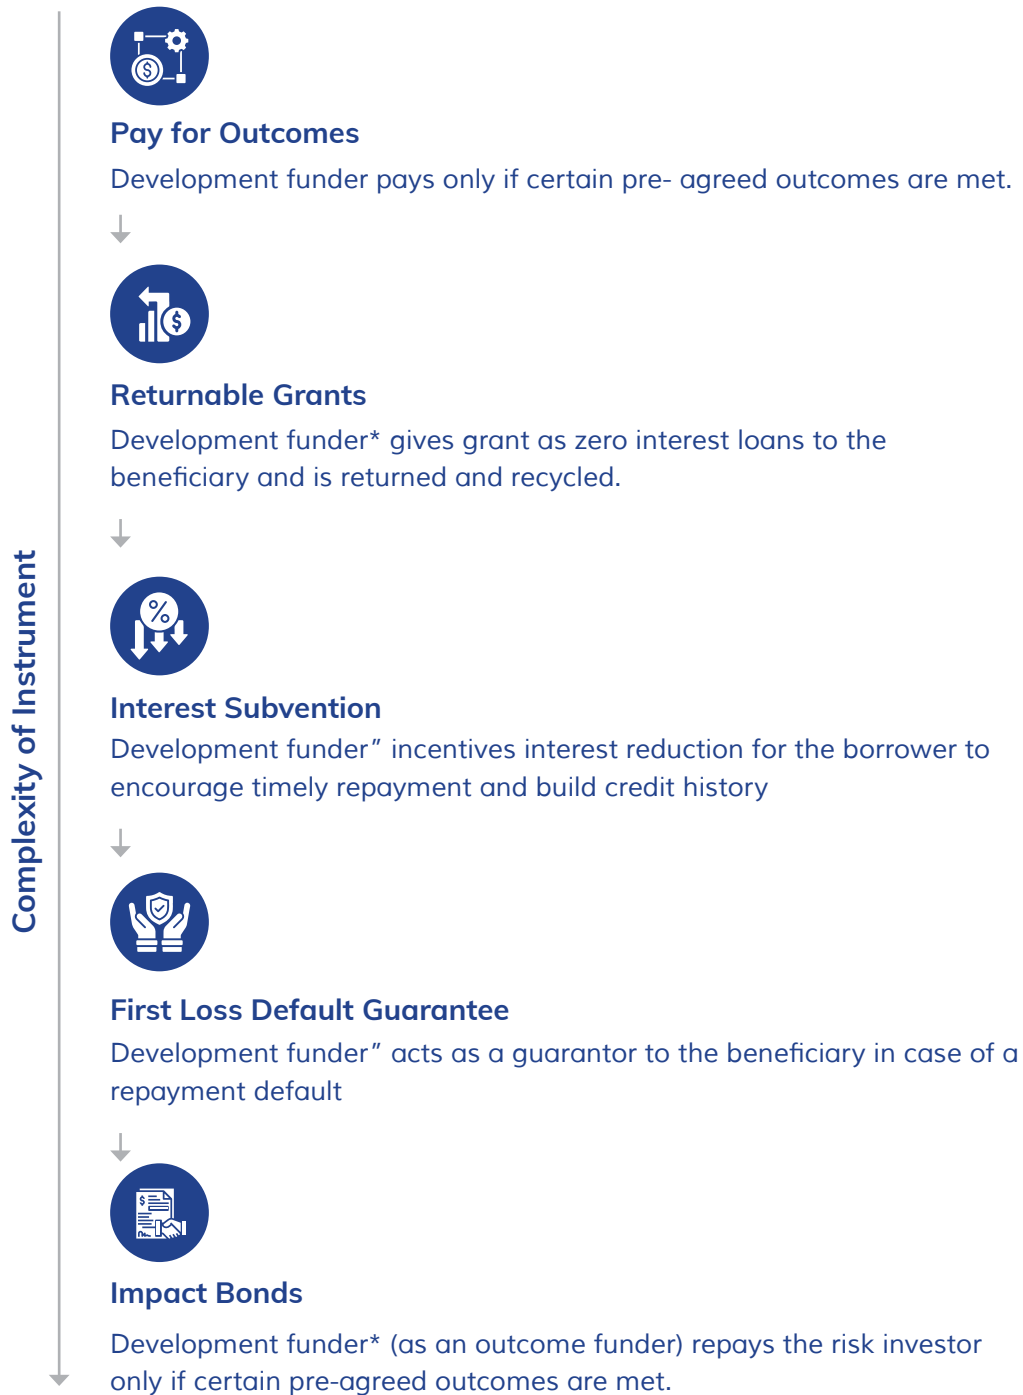 Complexity of Instrument
Pay for Outcomes
Development funder pays only if certain pre- agreed outcomes are met.
Returnable Grants
Development funder* gives grant as zero interest loans to the
beneficiary and is returned and recycled.
Interest Subvention
Development funder” incentives interest reduction for the borrower to
encourage timely repayment and build credit history
First Loss Default Guarantee
Development funder” acts as a guarantor to the beneficiary in case of a
repayment default
Impact Bonds
Development funder* (as an outcome funder) repays the risk investor
only if certain pre-agreed outcomes are met.